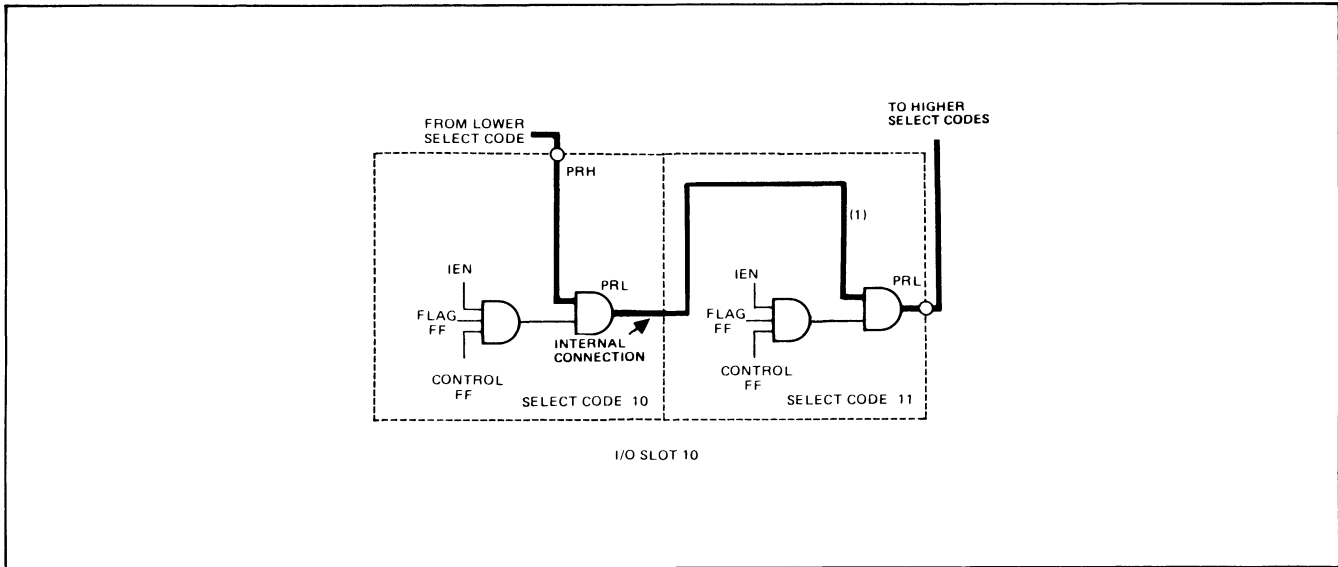 FROM LOWER
SELECT CODE
TO HIGHER
SELECT CODES
PRH
(1)
IEN
PRL
FLAG
FF
INTERNAL
CONNECTION
CONTROL
FF
SELECT CODE 10
IEN
PRL
FLAG
FF
CONTROL
FF
SELECT CODE 11
I/O SLOT 10